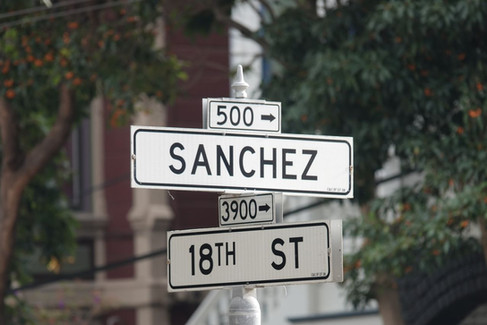 500 →
SANCHEZ
3900 →
18TH ST